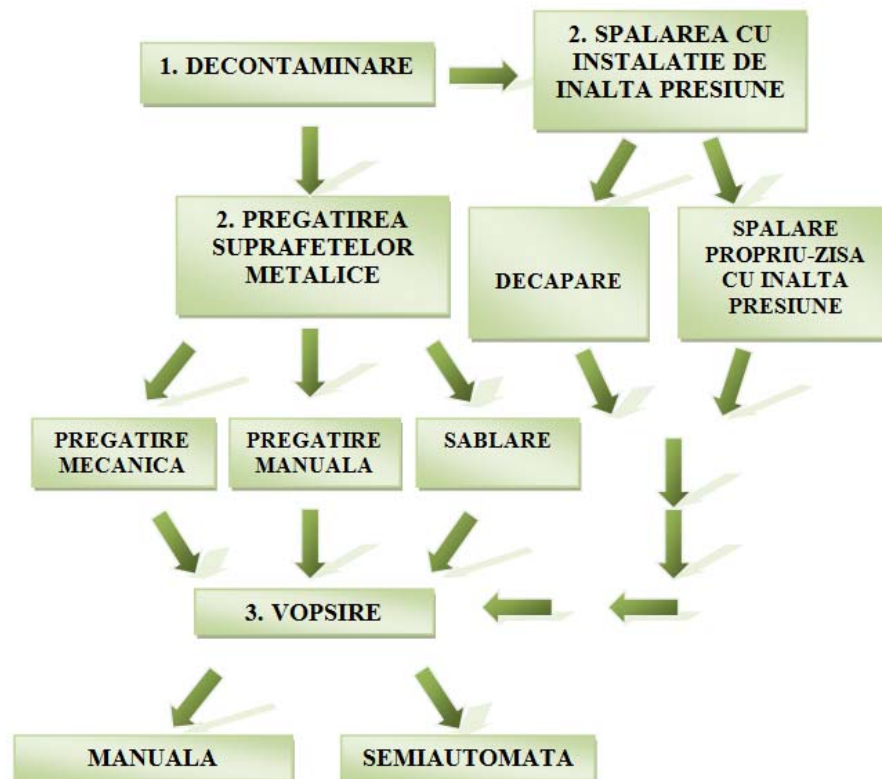 1. DECONTAMINARE
2. SPALAREA CU
INSTALATIE DE
INALTA PRESIUNE
2. PREGATIREA
SUPRAFETELOR
METALICE
DECAPARE
SPALARE
PROPRIU-ZISA
CU INALTA
PRESIUNE
PREGATIRE
MECANICA
PREGATIRE
MANUALA
SABLARE
3. VOPSIRE
MANUALA
SEMIAUTOMATA